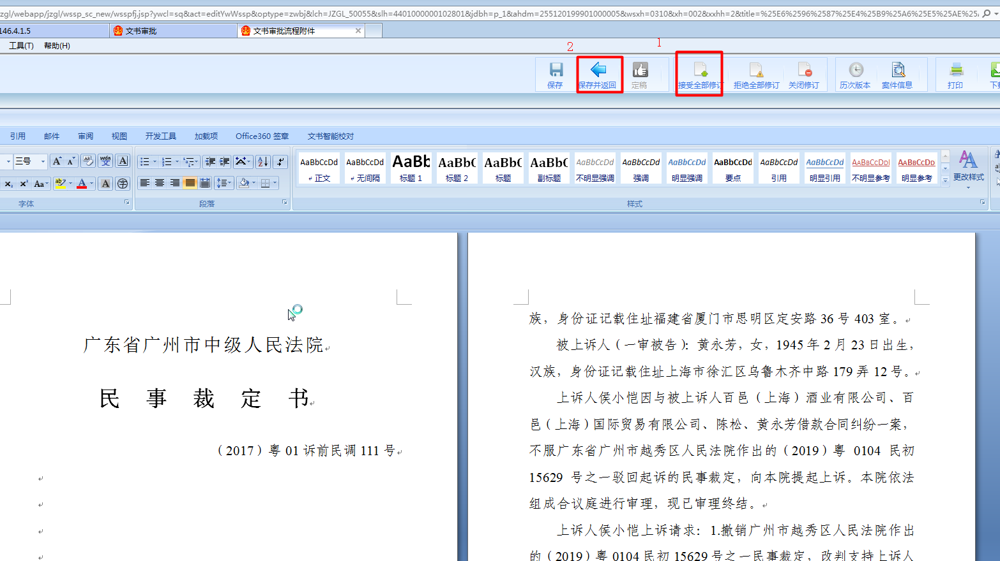 zgl/webapp/jzgl/wssp_sc_new/wsspfj.jsp?ywcl=sq&act=editYwWssp&optype=zwbj&lch=JZGL_50055&slh=4401000000102801&jdbh=p_1&ahdm=255120199901000005&wsxh=0310&xh=002&xxhh=2&title=%25E6%2596%2587%25E4%25B9%25A6%25E5%25AE%25
146.4.1.5 文书审批 文书审批流程附件
工具(T) 帮助(H)
2 1
保存 保存并返回 定稿 接受全部修订 拒绝全部修订 关闭修订 历次版本 案件信息 打印
引用 邮件 审阅 视图 开发工具 加载项 Office360 签章 文书智能校对
三号
AaBbCcDd AaBbCcDd AaBb AaBb( AaBbC AaBbC AaBbCcDd AaBbCcDd AaBbCcDd AaBbCcDd AaBbCcDd AaBbCcDd AaBbCcDd AaBbCcDd
正文 无间隔 标题 1 标题 2 标题 副标题 不明显强调 强调 明显强调 要点 引用 明显引用 不明显参考 明显参考 更改样式
字体 段落 样式
广东省广州市中级人民法院
民 事 裁 定 书
（2017）粤 01 诉前民调 111 号
族，身份证记载住址福建省厦门市思明区定安路 36 号 403 室。
被上诉人（一审被告）：黄永芳，女，1945 年 2 月 23 日出生，
汉族，身份证记载住址上海市徐汇区乌鲁木齐中路 179 弄 12 号。
上诉人侯小恺因与被上诉人百邑（上海）酒业有限公司、百
邑（上海）国际贸易有限公司、陈松、黄永芳借款合同纠纷一案，
不服广东省广州市越秀区人民法院作出的（2019）粤 0104 民初
15629 号之一驳回起诉的民事裁定，向本院提起上诉。本院依法
组成合议庭进行审理，现已审理终结。
上诉人侯小恺上诉请求：1.撤销广州市越秀区人民法院作出
的（2019）粤 0104 民初 15629 号之一民事裁定，改判支持上诉人